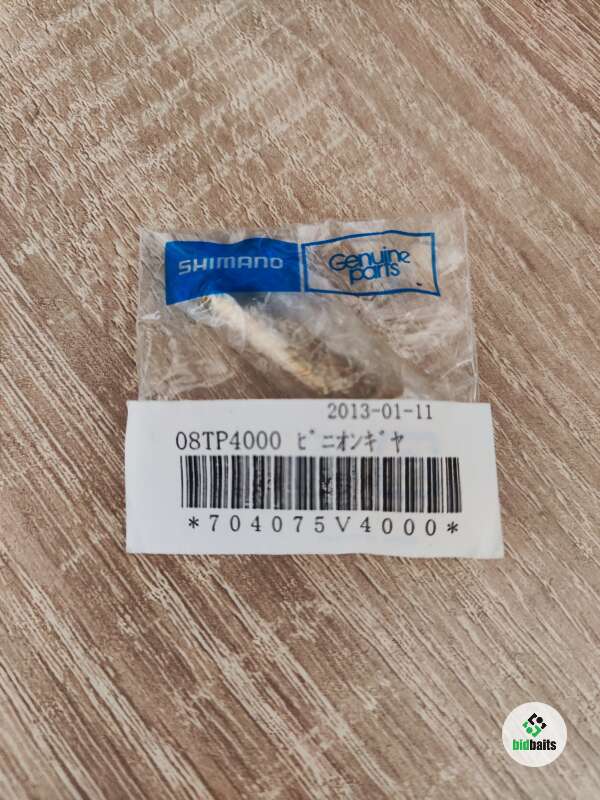 SHIMANO
Genuine
parts
2013-01-11
08TP4000 ﾋﾟﾆｵﾝｷﾞﾔ
*704075V4000*
bidbaits